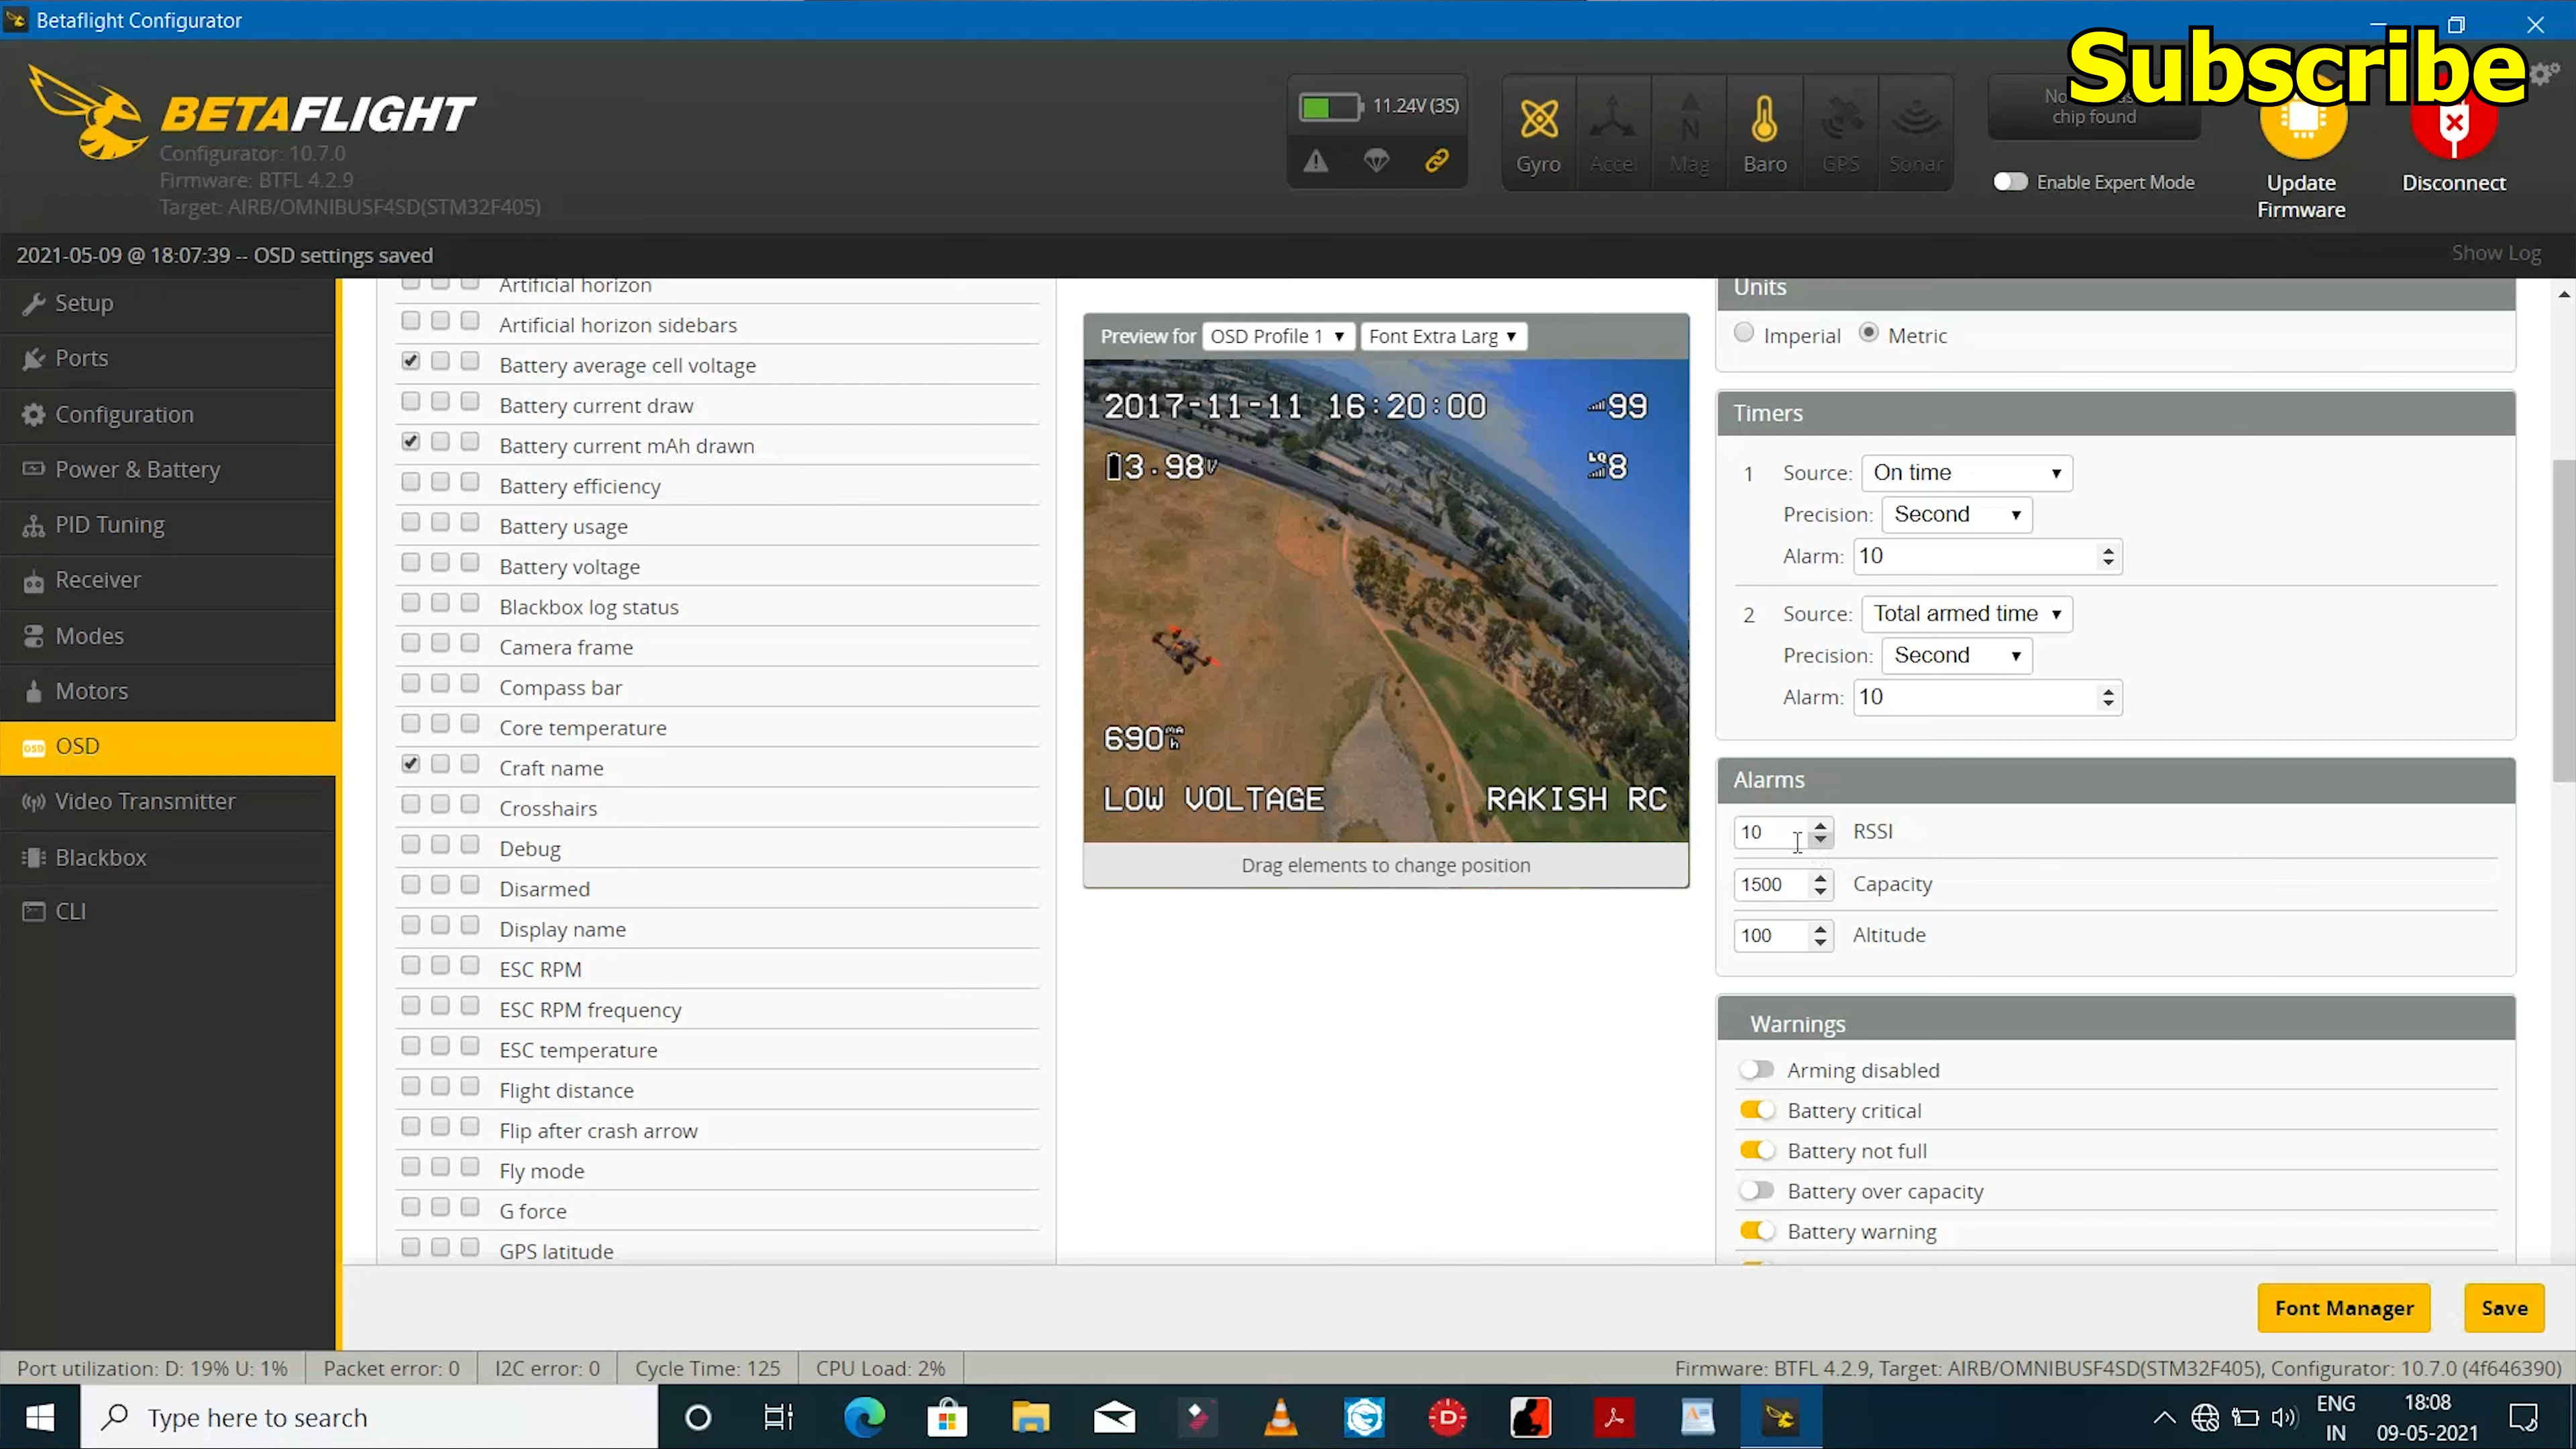 Betaflight Configurator
Subscribe
BETAFLIGHT
Configurator: 10.7.0
Firmware: BTFL 4.2.9
Target: AIRB/OMNIBUSF4SD(STM32F405)
11.24V (3S)
Gyro
Accel
Mag
Baro
GPS
Sonar
chip found
Enable Expert Mode
Update
Firmware
Disconnect
2021-05-09 @ 18:07:39 -- OSD settings saved
Show Log
Setup
Ports
Configuration
Power & Battery
PID Tuning
Receiver
Modes
Motors
OSD
Video Transmitter
Blackbox
CLI
Artificial horizon
Artificial horizon sidebars
Battery average cell voltage
Battery current draw
Battery current mAh drawn
Battery efficiency
Battery usage
Battery voltage
Blackbox log status
Camera frame
Compass bar
Core temperature
Craft name
Crosshairs
Debug
Disarmed
Display name
ESC RPM
ESC RPM frequency
ESC temperature
Flight distance
Flip after crash arrow
Fly mode
G force
GPS latitude
Preview for OSD Profile 1 Font Extra Larg
2017-11-11 16:20:00 99
3.98V LQ 8
690mAh
LOW VOLTAGE RAKISH RC
Drag elements to change position
Units
Imperial Metric
Timers
1 Source: On time
Precision: Second
Alarm: 10
2 Source: Total armed time
Precision: Second
Alarm: 10
Alarms
10 RSSI
1500 Capacity
100 Altitude
Warnings
Arming disabled
Battery critical
Battery not full
Battery over capacity
Battery warning
Font Manager
Save
Port utilization: D: 19% U: 1% Packet error: 0 I2C error: 0 Cycle Time: 125 CPU Load: 2%
Firmware: BTFL 4.2.9, Target: AIRB/OMNIBUSF4SD(STM32F405), Configurator: 10.7.0 (4f646390)
Type here to search
ENG
IN
18:08
09-05-2021